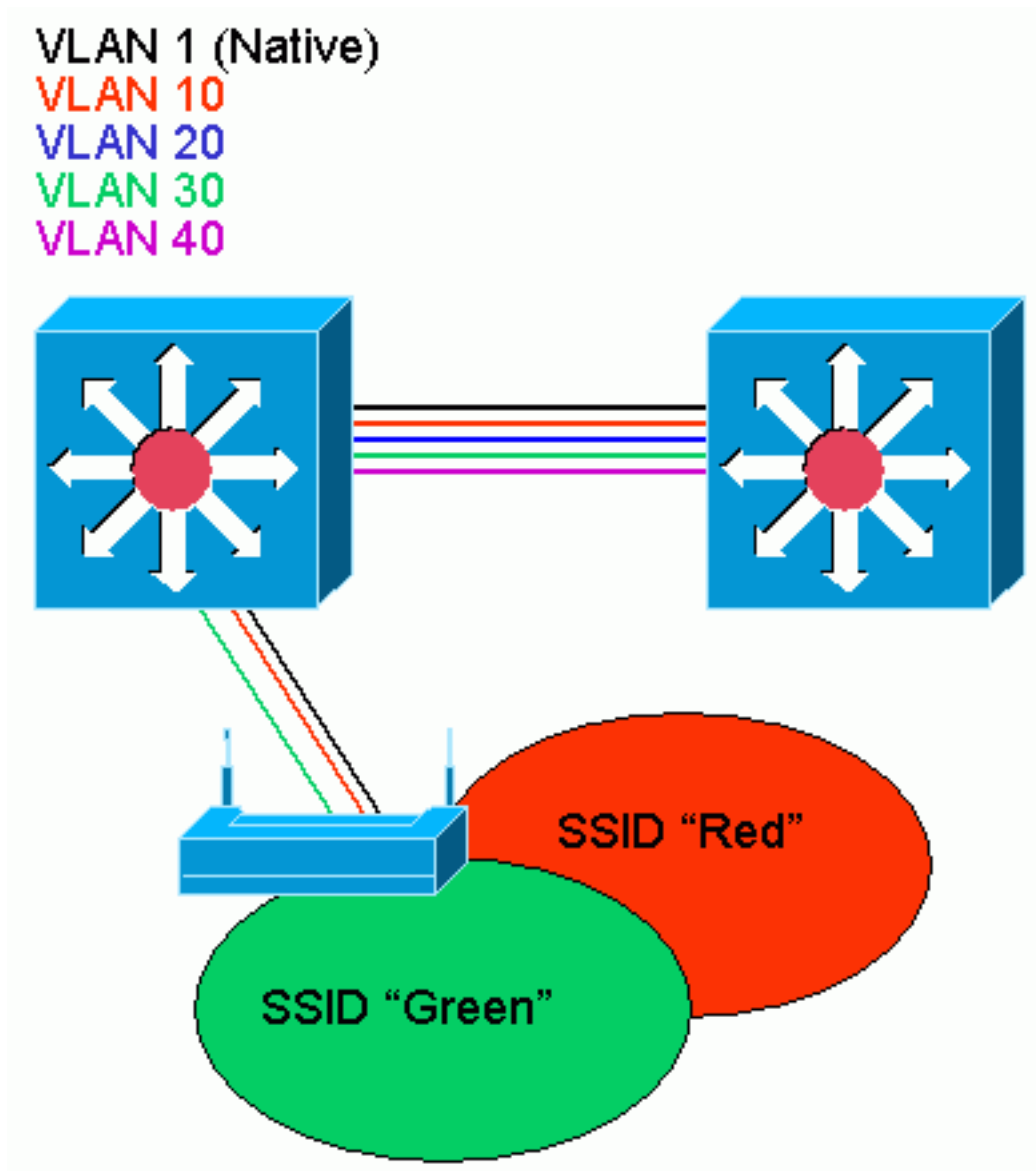 VLAN 1 (Native)
VLAN 10
VLAN 20
VLAN 30
VLAN 40
SSID “Red”
SSID “Green”